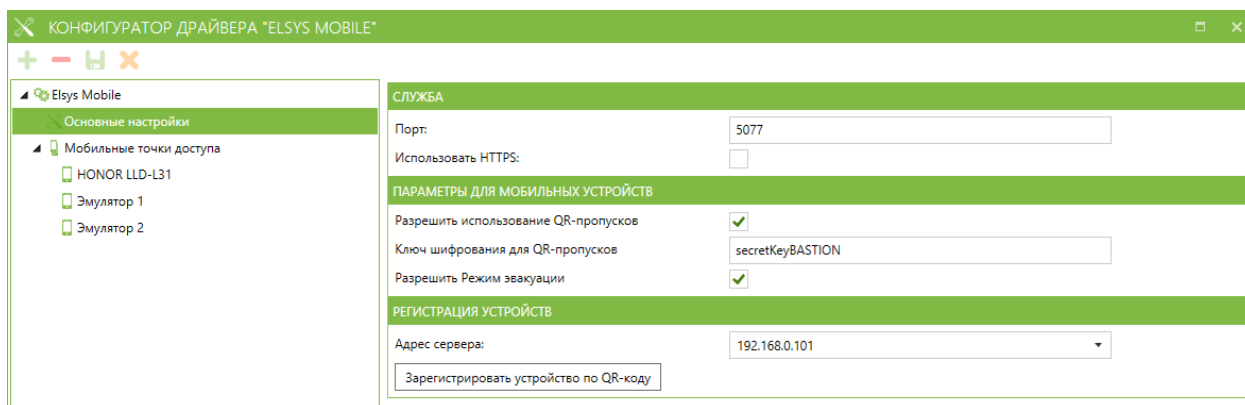 КОНФИГУРАТОР ДРАЙВЕРА "ELSYS MOBILE"
Elsys Mobile
Основные настройки
Мобильные точки доступа
HONOR LLD-L31
Эмулятор 1
Эмулятор 2
СЛУЖБА
Порт: 5077
Использовать HTTPS:
ПАРАМЕТРЫ ДЛЯ МОБИЛЬНЫХ УСТРОЙСТВ
Разрешить использование QR-пропусков
Ключ шифрования для QR-пропусков secretKeyBASTION
Разрешить Режим эвакуации
РЕГИСТРАЦИЯ УСТРОЙСТВ
Адрес сервера: 192.168.0.101
Зарегистрировать устройство по QR-коду